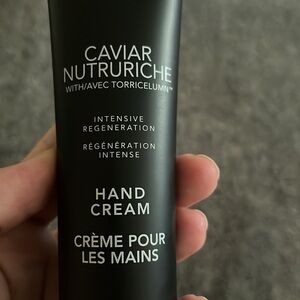 CAVIAR
NUTRURICHE
WITH/AVEC TORRICELUMN™
INTENSIVE
REGENERATION
RÉGÉNÉRATION
INTENSE
HAND
CREAM
CRÈME POUR
LES MAINS